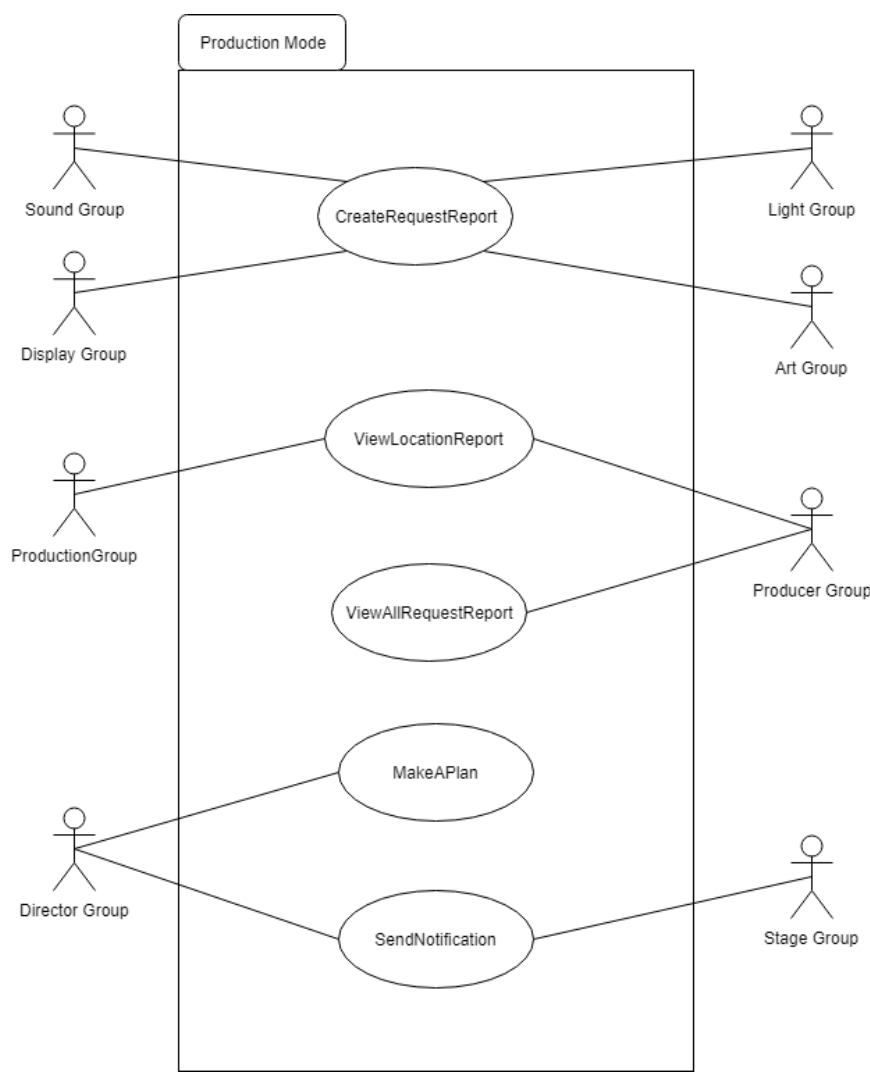 Production Mode
Sound Group
Light Group
CreateRequestReport
Display Group
Art Group
ViewLocationReport
ProductionGroup
Producer Group
ViewAllRequestReport
MakeAPlan
Director Group
SendNotification
Stage Group